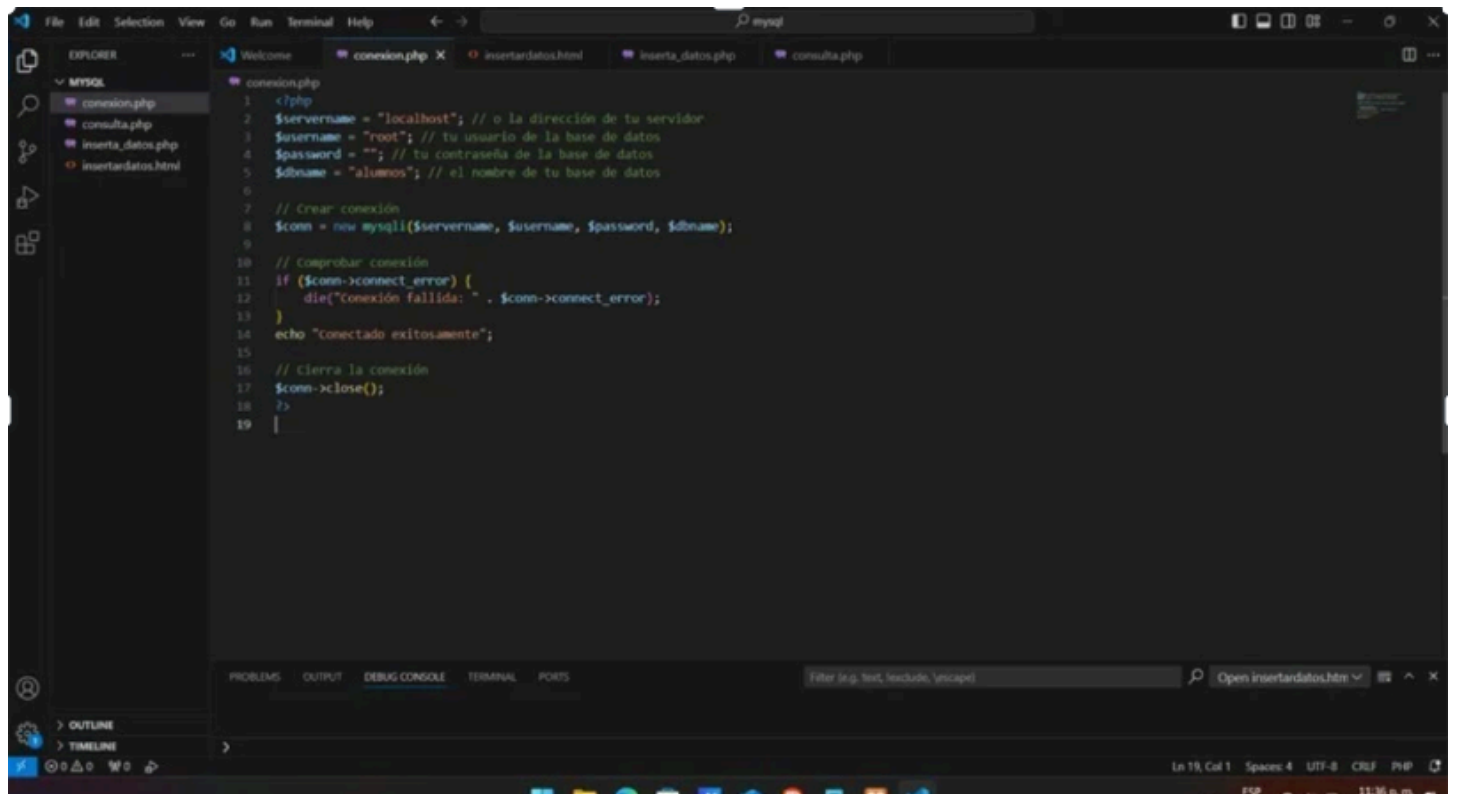 File Edit Selection View Go Run Terminal Help
mysql
EXPLORER
Welcome
conexion.php
insertardatos.html
inserta_datos.php
consulta.php
MYSQL
conexion.php
consulta.php
inserta_datos.php
insertardatos.html
conexion.php
1 <?php
2 $servername = "localhost"; // o la dirección de tu servidor
3 $username = "root"; // tu usuario de la base de datos
4 $password = ""; // tu contraseña de la base de datos
5 $dbname = "alumnos"; // el nombre de tu base de datos
6
7 // Crear conexión
8 $conn = new mysqli($servername, $username, $password, $dbname);
9
10 // Comprobar conexión
11 if ($conn->connect_error) {
12 die("Conexión fallida: " . $conn->connect_error);
13 }
14 echo "Conectado exitosamente";
15
16 // Cierra la conexión
17 $conn->close();
18 ?>
19
PROBLEMS OUTPUT DEBUG CONSOLE TERMINAL PORTS
Filter (e.g. text, !exclude, \escape)
Open insertardatos.htm
OUTLINE
TIMELINE
0 0 0
Ln 19, Col 1 Spaces: 4 UTF-8 CRLF PHP
ESP
11:36 p. m.